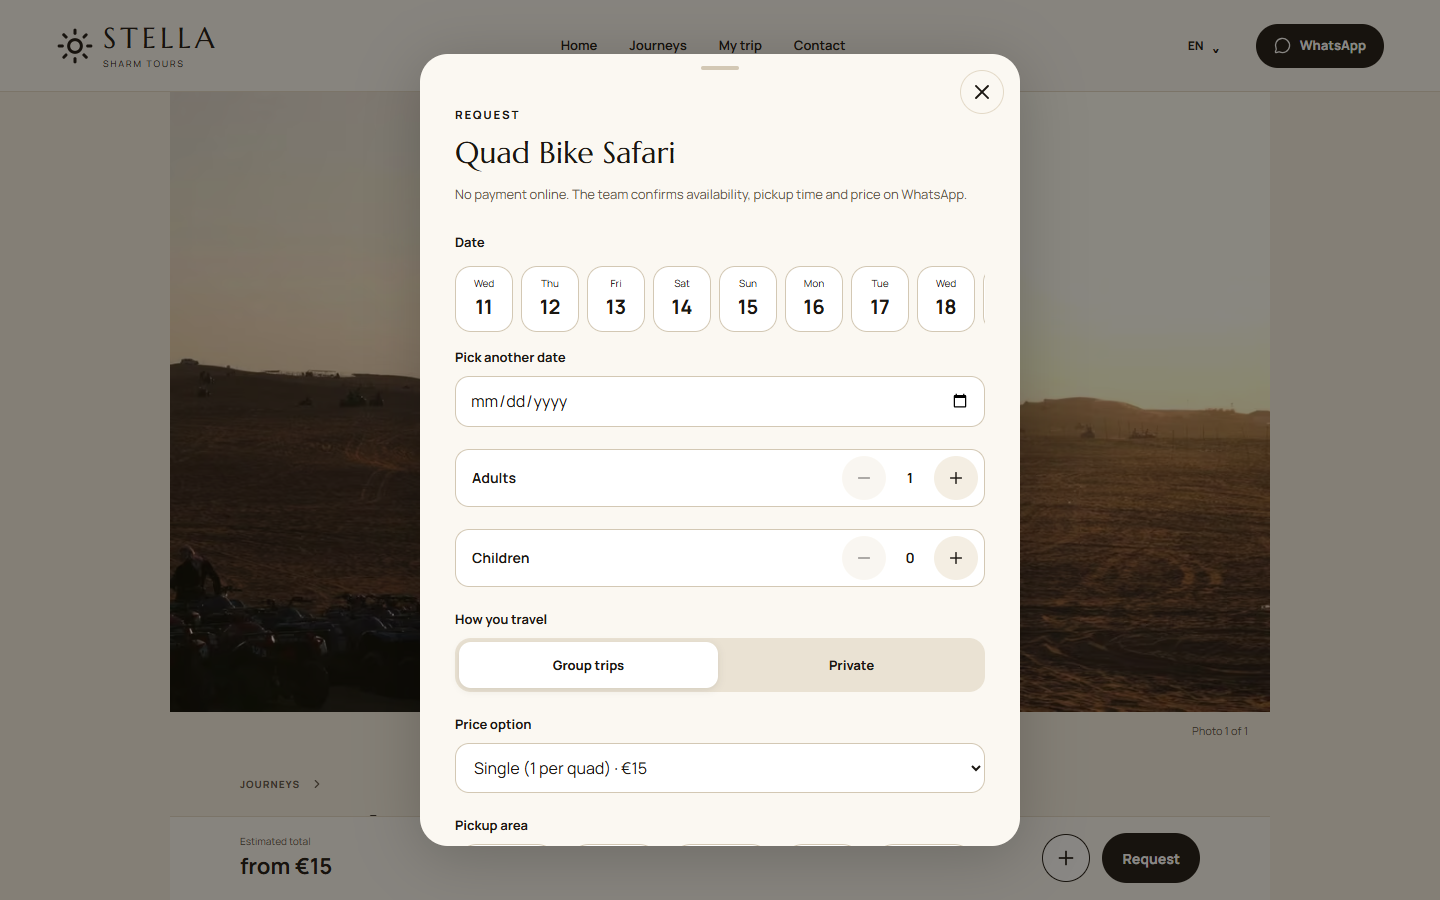 STELLA
SHARM TOURS
Home Journeys My trip Contact
EN
WhatsApp
REQUEST
Quad Bike Safari
No payment online. The team confirms availability, pickup time and price on WhatsApp.
Date
Wed Thu Fri Sat Sun Mon Tue Wed
11 12 13 14 15 16 17 18
Pick another date
mm/dd/yyyy
Adults 1
Children 0
How you travel
Group trips Private
Price option
Single (1 per quad) · €15
Photo 1 of 1
JOURNEYS
Pickup area
Estimated total
from €15
Request